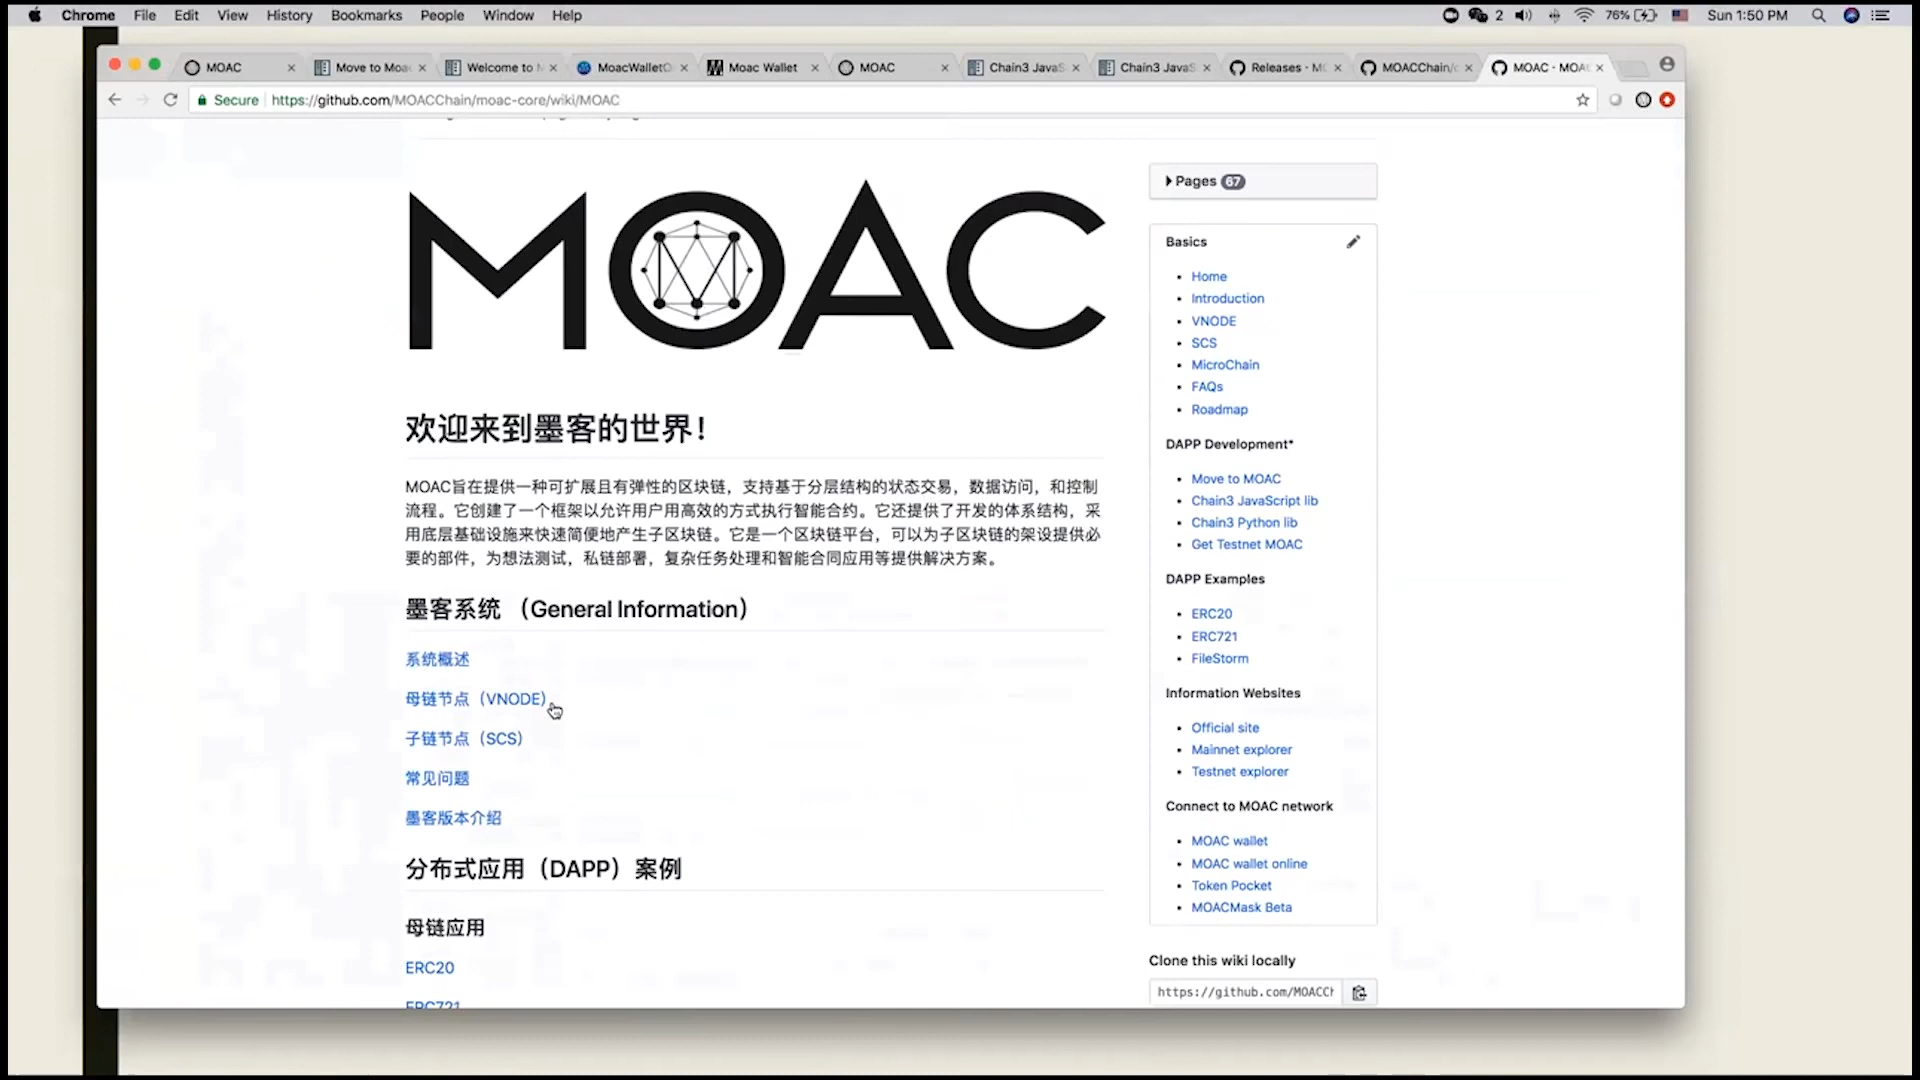 Chrome File Edit View History Bookmarks People Window Help
2 76% Sun 1:50 PM
MOAC
Move to Moa
Welcome to
MoacWalletO
Moac Wallet
MOAC
Chain3 JavaS
Chain3 JavaS
Releases - M
MOACChain/
MOAC - MOA
Secure https://github.com/MOACChain/moac-core/wiki/MOAC
MOAC
欢迎来到墨客的世界!
MOAC旨在提供一种可扩展且有弹性的区块链，支持基于分层结构的状态交易，数据访问，和控制
流程。它创建了一个框架以允许用户用高效的方式执行智能合约。它还提供了开发的体系结构，采
用底层基础设施来快速简便地产生子区块链。它是一个区块链平台，可以为子区块链的架设提供必
要的部件，为想法测试，私链部署，复杂任务处理和智能合同应用等提供解决方案。
墨客系统 （General Information）
系统概述
母链节点（VNODE）
子链节点（SCS）
常见问题
墨客版本介绍
分布式应用（DAPP）案例
母链应用
ERC20
ERC721
Pages 67
Basics
Home
Introduction
VNODE
SCS
MicroChain
FAQs
Roadmap
DAPP Development*
Move to MOAC
Chain3 JavaScript lib
Chain3 Python lib
Get Testnet MOAC
DAPP Examples
ERC20
ERC721
FileStorm
Information Websites
Official site
Mainnet explorer
Testnet explorer
Connect to MOAC network
MOAC wallet
MOAC wallet online
Token Pocket
MOACMask Beta
Clone this wiki locally
https://github.com/MOACCh